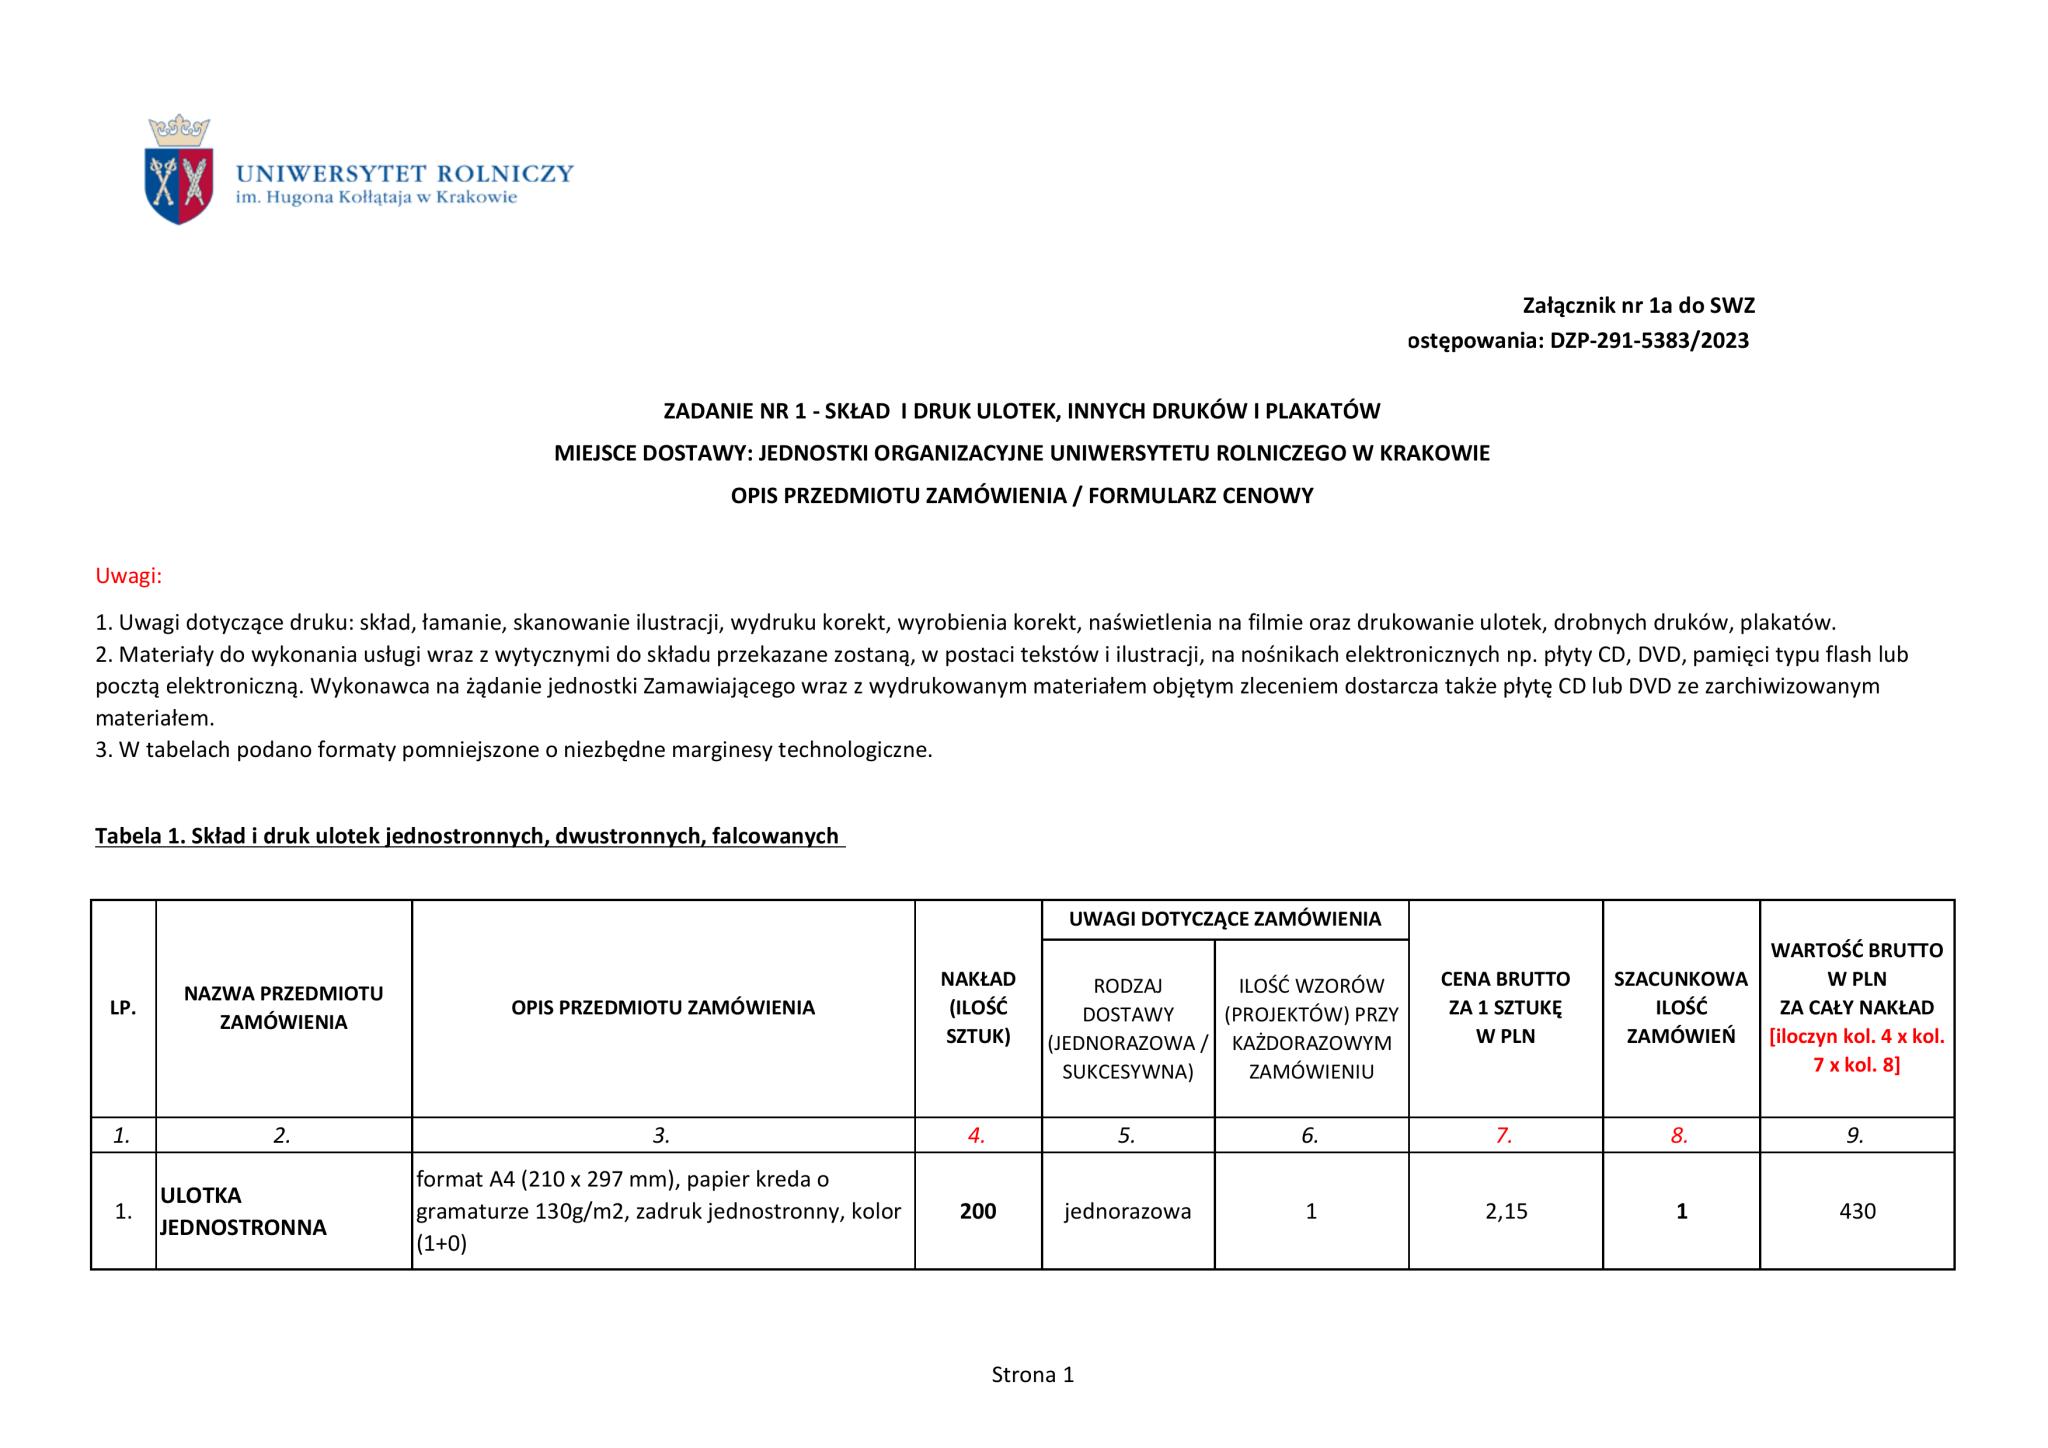 UNIWERSYTET ROLNICZY
im. Hugona Kołłątaja w Krakowie
Załącznik nr 1a do SWZ
ostępowania: DZP-291-5383/2023
ZADANIE NR 1 - SKŁAD  I DRUK ULOTEK, INNYCH DRUKÓW I PLAKATÓW
MIEJSCE DOSTAWY: JEDNOSTKI ORGANIZACYJNE UNIWERSYTETU ROLNICZEGO W KRAKOWIE
OPIS PRZEDMIOTU ZAMÓWIENIA / FORMULARZ CENOWY
Uwagi:
1. Uwagi dotyczące druku: skład, łamanie, skanowanie ilustracji, wydruku korekt, wyrobienia korekt, naświetlenia na filmie oraz drukowanie ulotek, drobnych druków, plakatów.
2. Materiały do wykonania usługi wraz z wytycznymi do składu przekazane zostaną, w postaci tekstów i ilustracji, na nośnikach elektronicznych np. płyty CD, DVD, pamięci typu flash lub
pocztą elektroniczną. Wykonawca na żądanie jednostki Zamawiającego wraz z wydrukowanym materiałem objętym zleceniem dostarcza także płytę CD lub DVD ze zarchiwizowanym
materiałem.
3. W tabelach podano formaty pomniejszone o niezbędne marginesy technologiczne.
Tabela 1. Skład i druk ulotek jednostronnych, dwustronnych, falcowanych
LP.
NAZWA PRZEDMIOTU
ZAMÓWIENIA
OPIS PRZEDMIOTU ZAMÓWIENIA
NAKŁAD
(ILOŚĆ
SZTUK)
UWAGI DOTYCZĄCE ZAMÓWIENIA
RODZAJ
DOSTAWY
(JEDNORAZOWA /
SUKCESYWNA)
ILOŚĆ WZORÓW
(PROJEKTÓW) PRZY
KAŻDORAZOWYM
ZAMÓWIENIU
CENA BRUTTO
ZA 1 SZTUKĘ
W PLN
SZACUNKOWA
ILOŚĆ
ZAMÓWIEŃ
WARTOŚĆ BRUTTO
W PLN
ZA CAŁY NAKŁAD
[iloczyn kol. 4 x kol.
7 x kol. 8]
1. 2. 3. 4. 5. 6. 7. 8. 9.
1.
ULOTKA
JEDNOSTRONNA
format A4 (210 x 297 mm), papier kreda o
gramaturze 130g/m2, zadruk jednostronny, kolor
(1+0)
200
jednorazowa
1
2,15
1
430
Strona 1